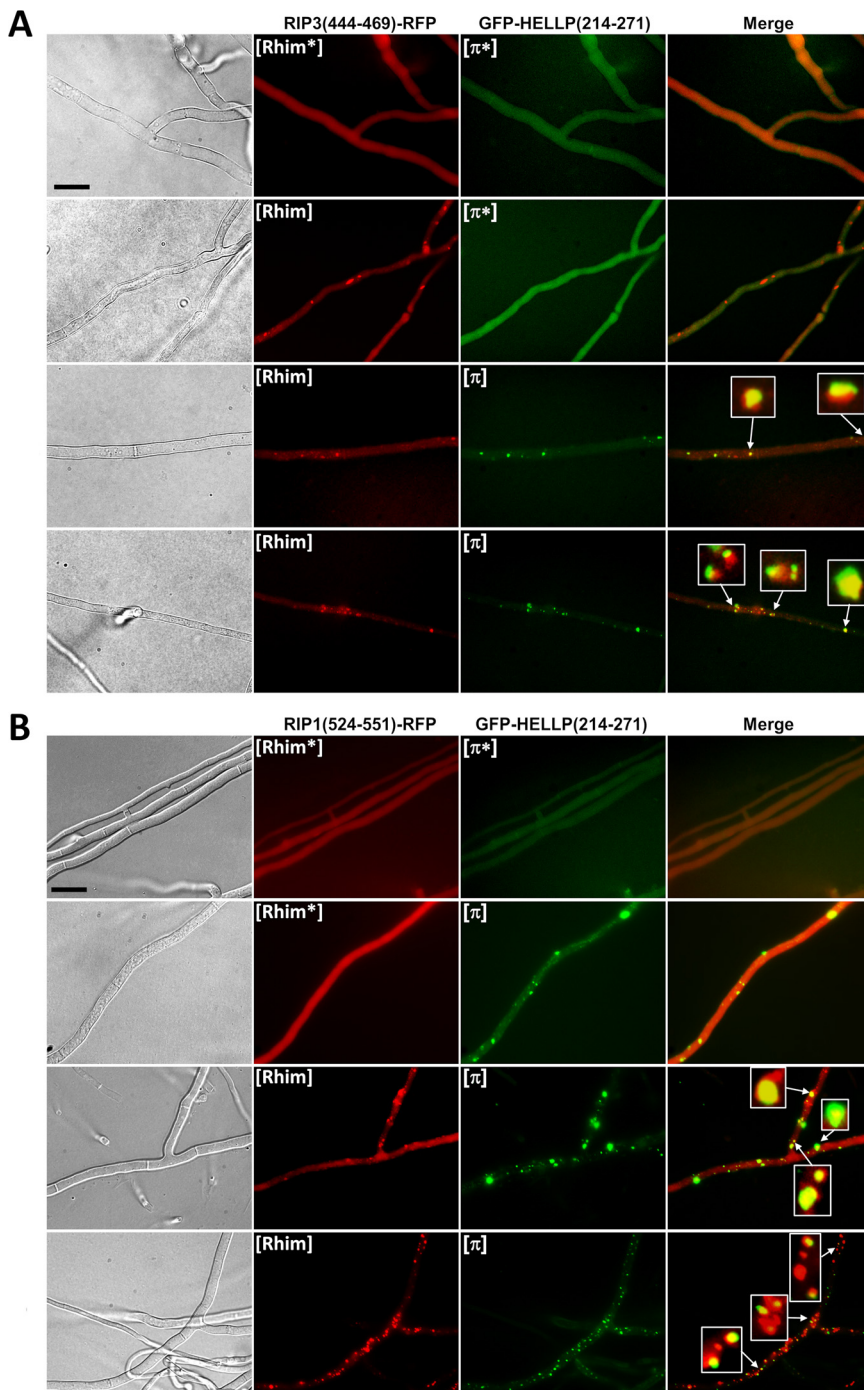 A
RIP3(444-469)-RFP GFP-HELLP(214-271) Merge
[Rhim*] [π*]
[Rhim] [π*]
[Rhim] [π]
[Rhim] [π]
B
RIP1(524-551)-RFP GFP-HELLP(214-271) Merge
[Rhim*] [π*]
[Rhim*] [π]
[Rhim] [π]
[Rhim] [π]